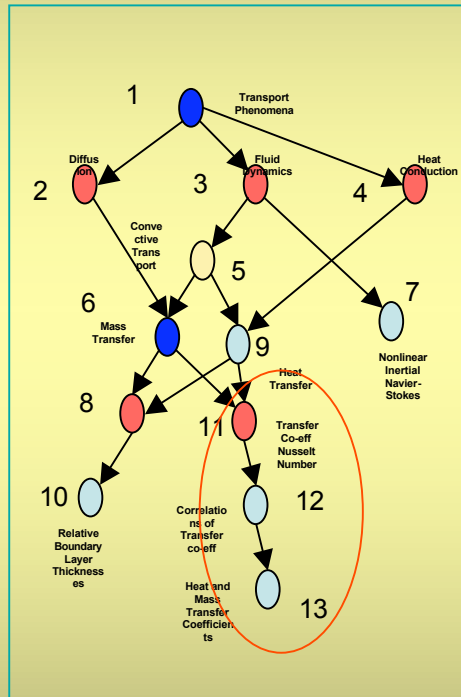 1
Transport
Phenomena
Diffus
ion
Fluid
Dynamics
Heat
Conduction
2
3
4
Conve
ctive
Trans
port
5
6
7
Mass
Transfer
9
Nonlinear
Inertial
Navier-
Stokes
Heat
Transfer
8
11
Transfer
Co-eff
Nusselt
Number
10
12
Correlatio
ns of
Transfer
co-eff
Relative
Boundary
Layer
Thickness
es
Heat and
Mass
Transfer
Coefficien
ts
13